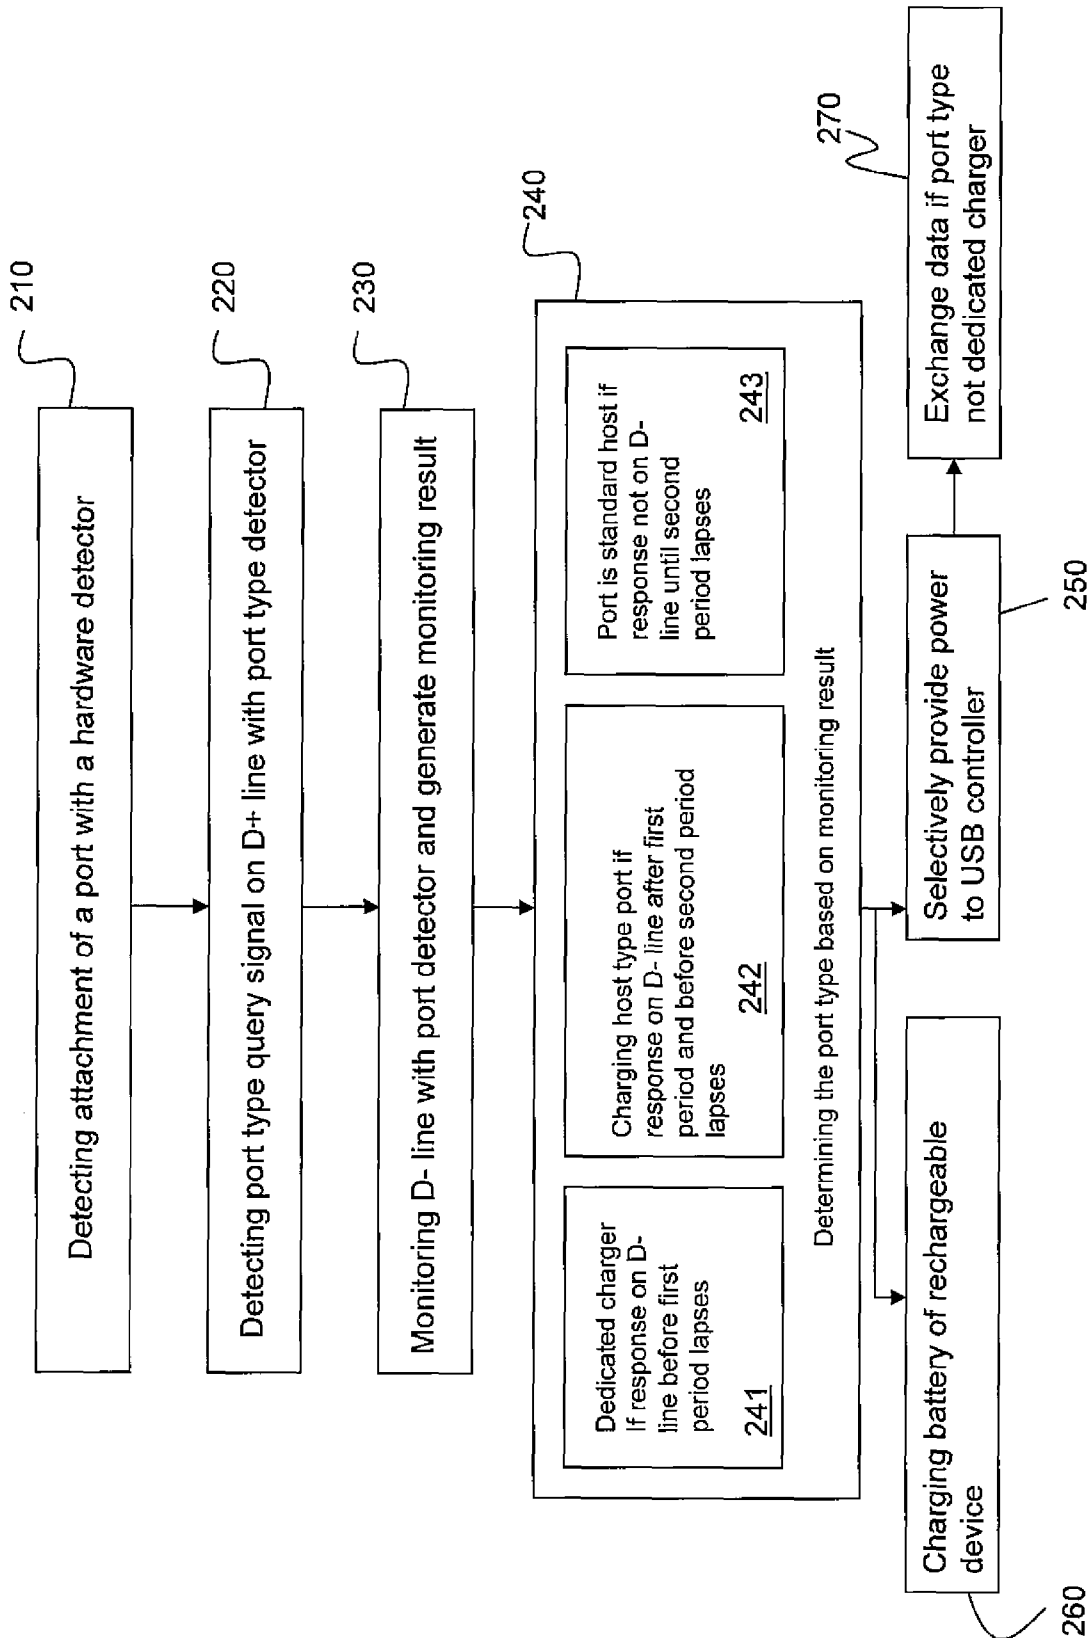 210
Detecting attachment of a port with a hardware detector
220
Detecting port type query signal on D+ line with port type detector
230
Monitoring D- line with port detector and generate monitoring result
240
Dedicated charger
If response on D-
line before first
period lapses
241
Charging host type port if
response on D- line after first
period and before second period
lapses
242
Port is standard host if
response not on D-
line until second
period lapses
243
Determining the port type based on monitoring result
Charging battery of rechargeable
device
260
Selectively provide power
to USB controller
250
Exchange data if port type
not dedicated charger
270